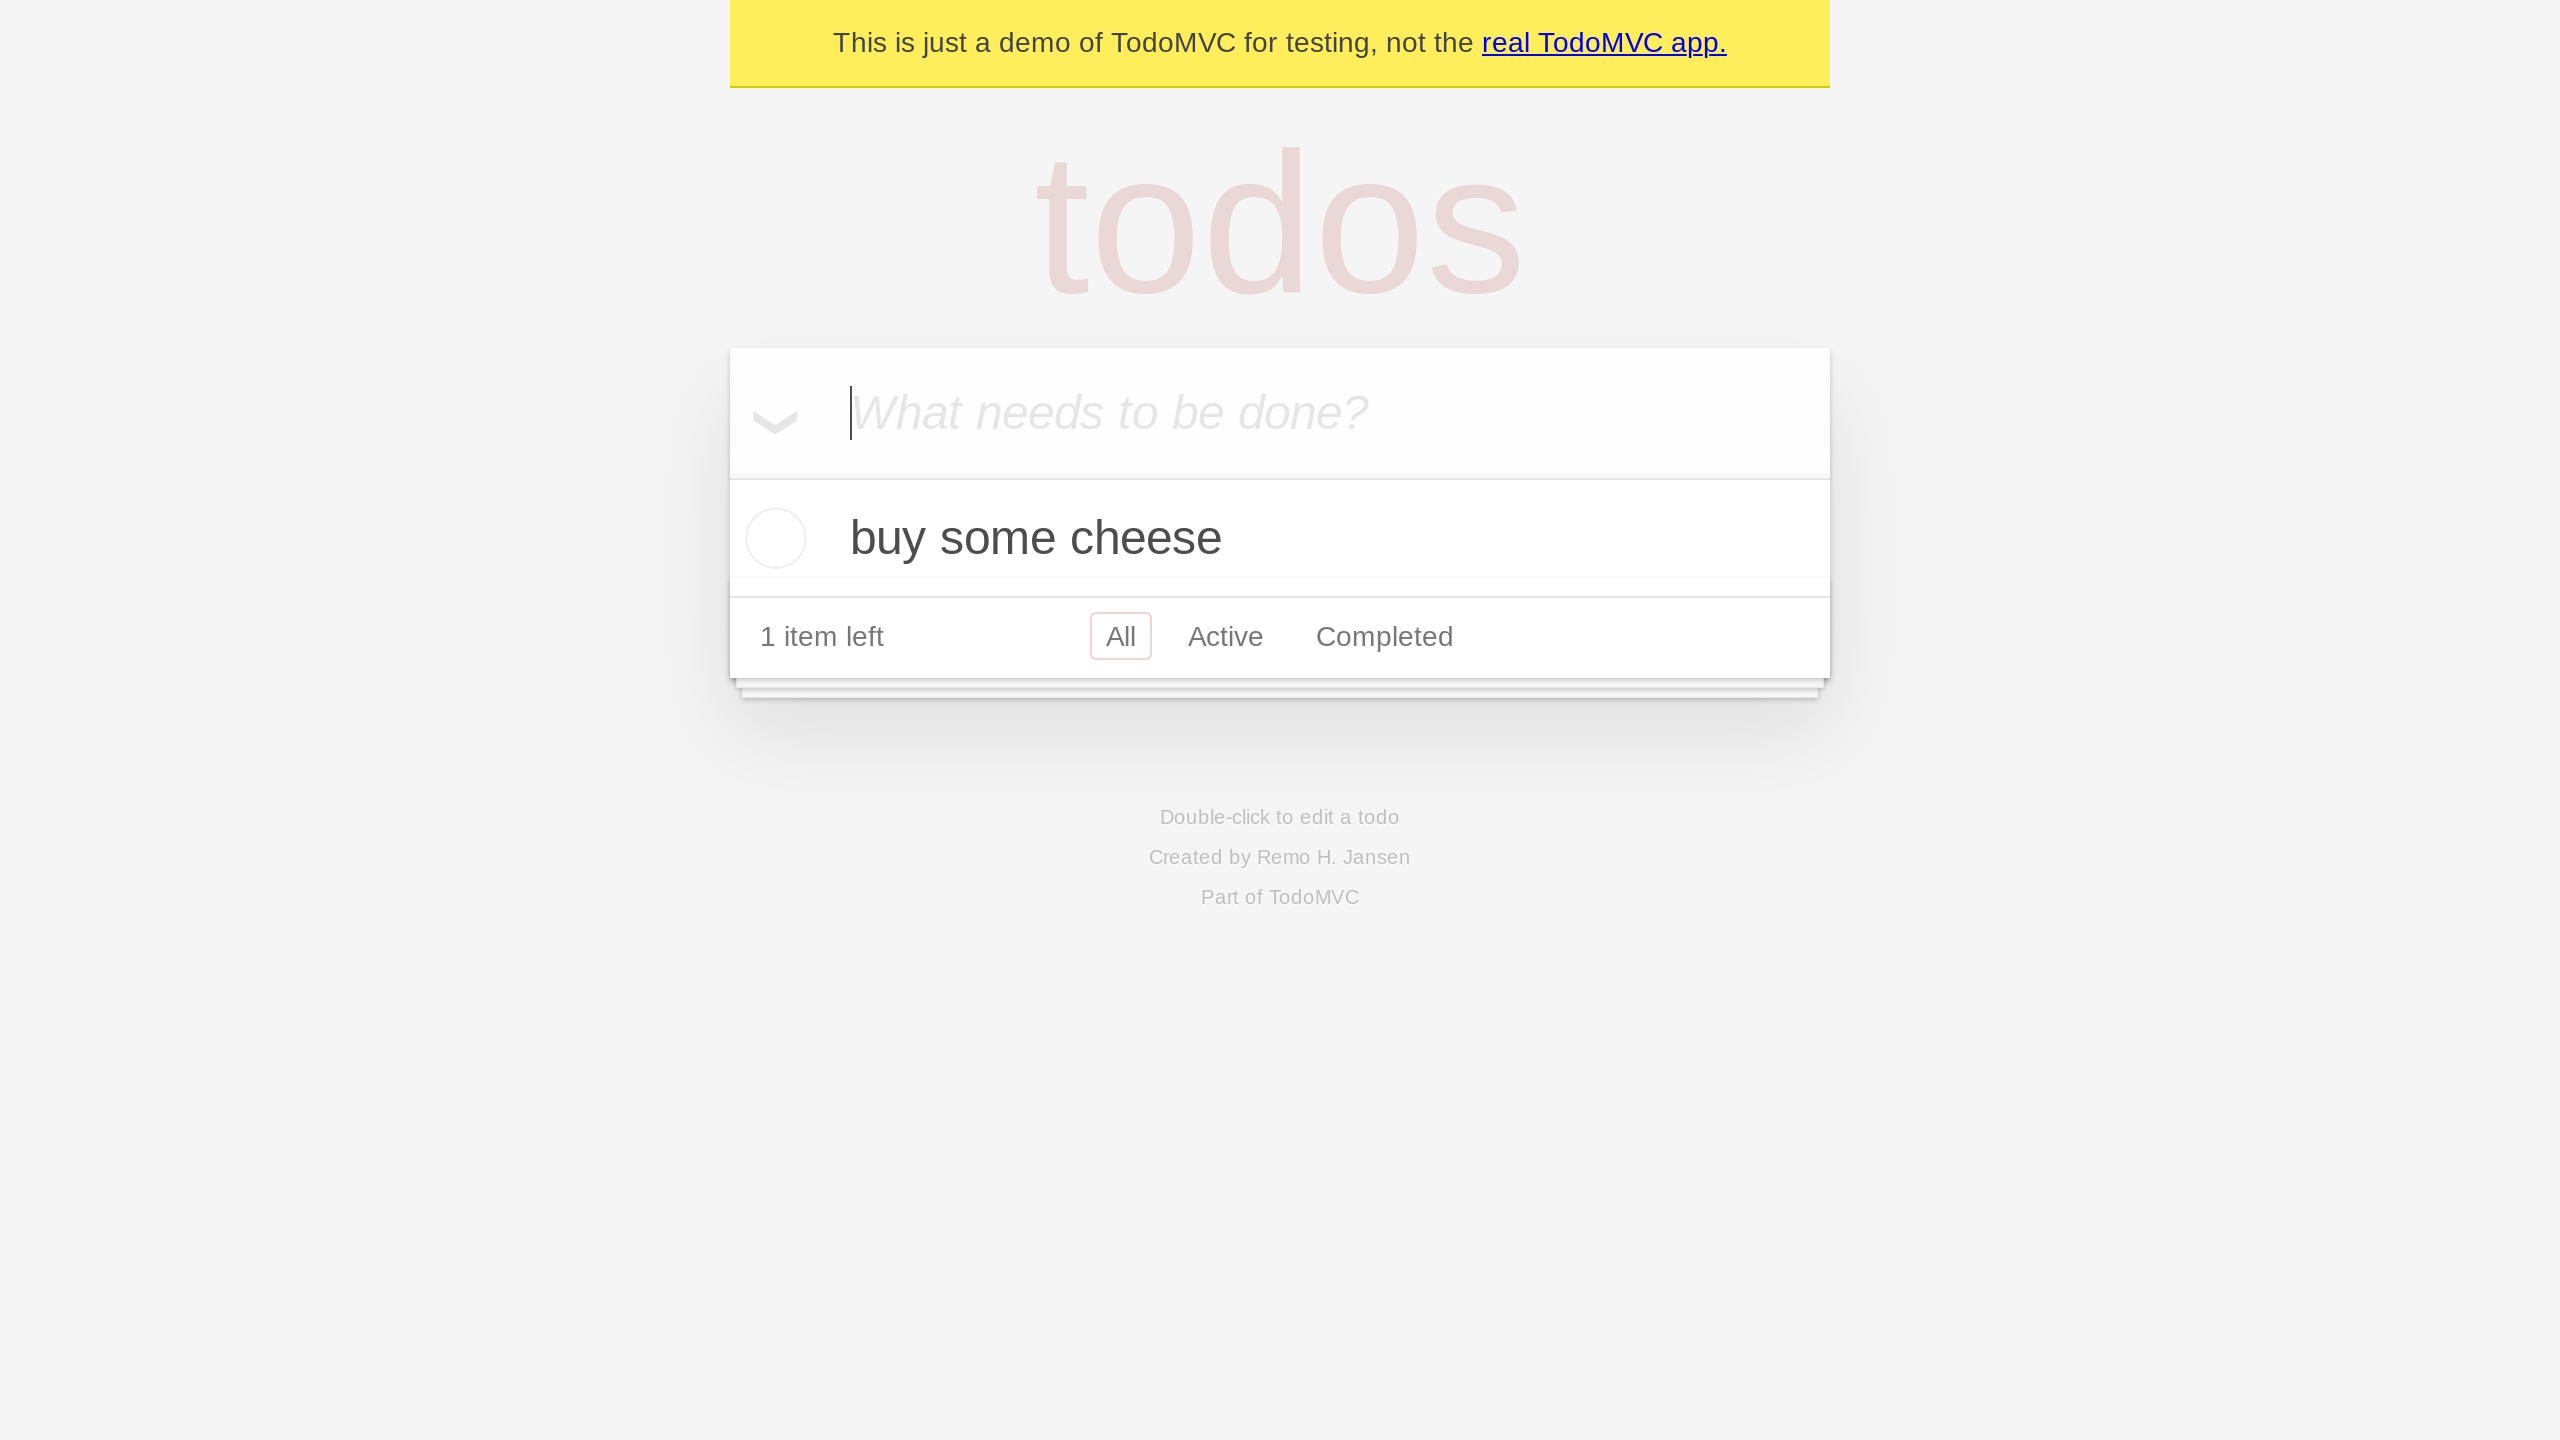 This is just a demo of TodoMVC for testing, not the real TodoMVC app.
todos
What needs to be done?
buy some cheese
1 item left All Active Completed
Double-click to edit a todo
Created by Remo H. Jansen
Part of TodoMVC